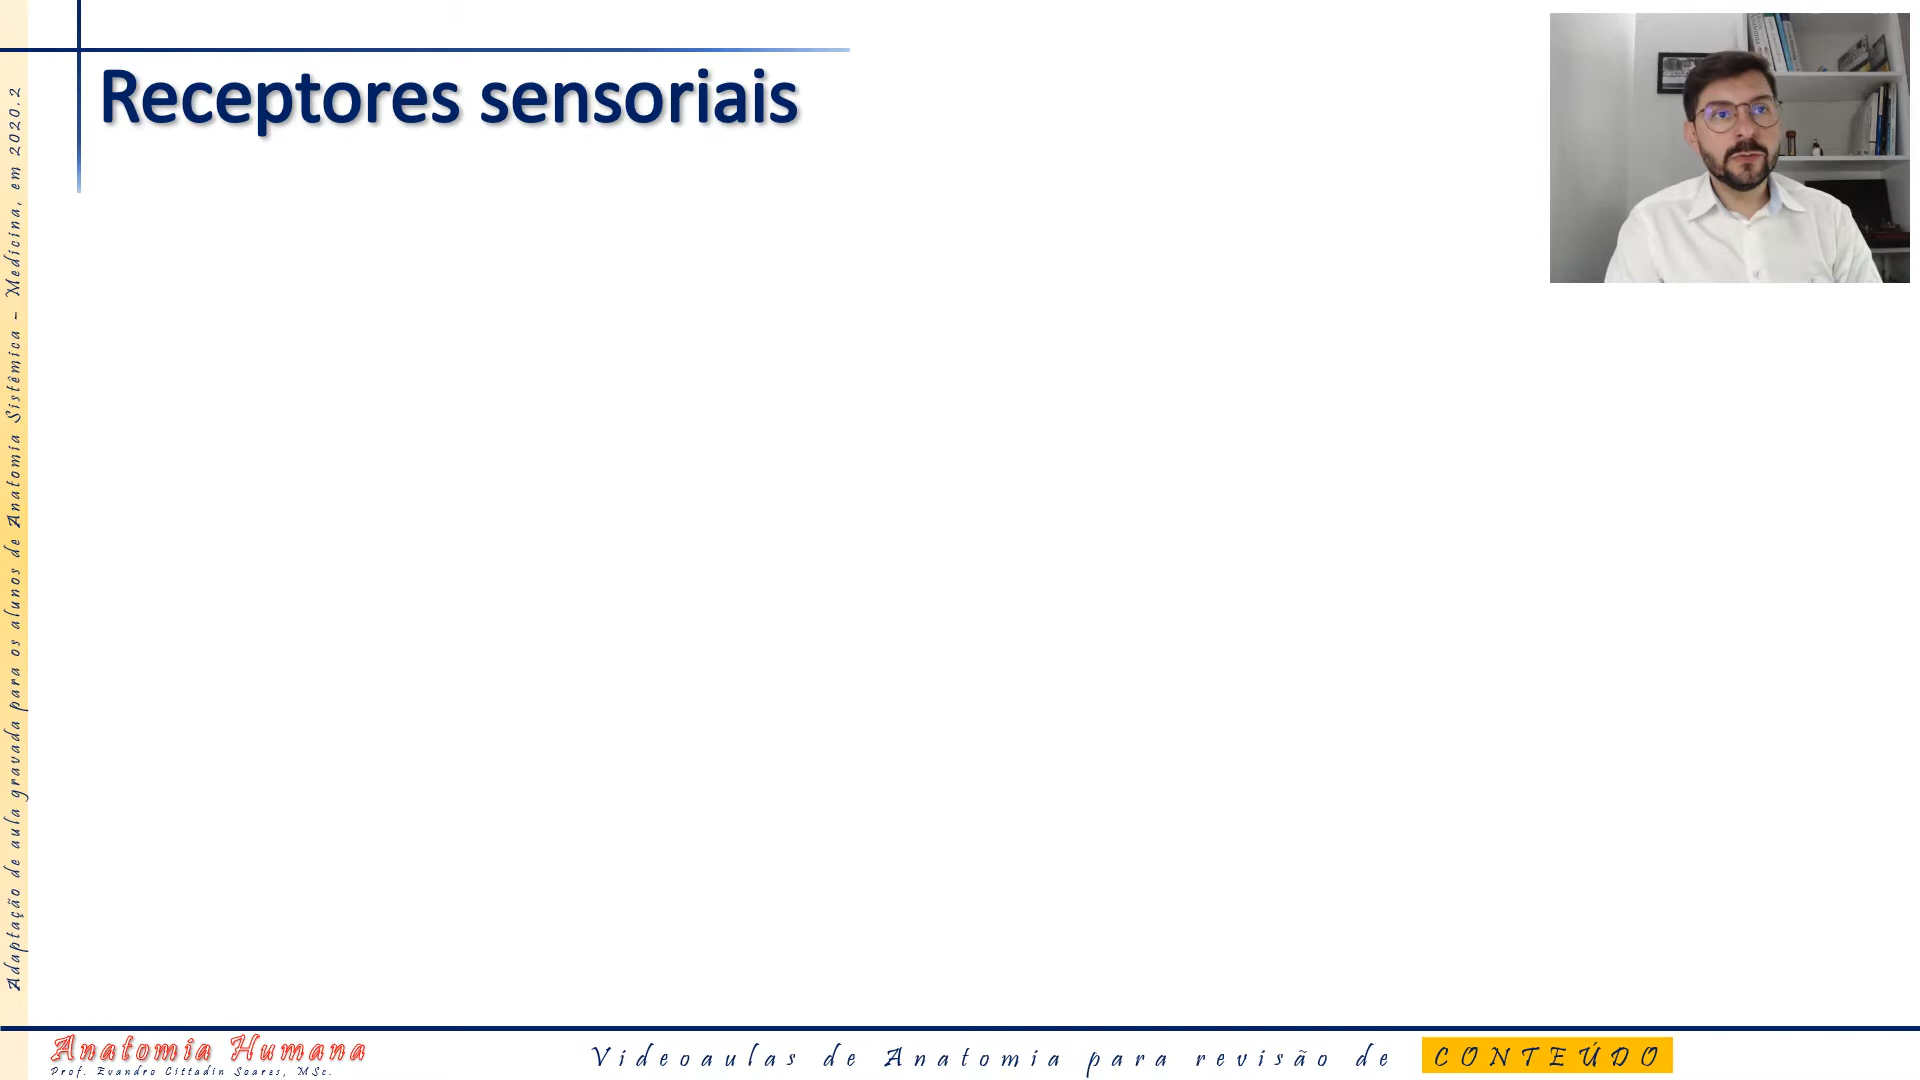 Receptores sensoriais
Adaptação de aula gravada para os alunos de Anatomia Sistêmica - Medicina, em 2020.2
Anatomia Humana
Prof. Evandro Cittadin Soares, MSc.
Videoaulas de Anatomia para revisão de CONTEÚDO